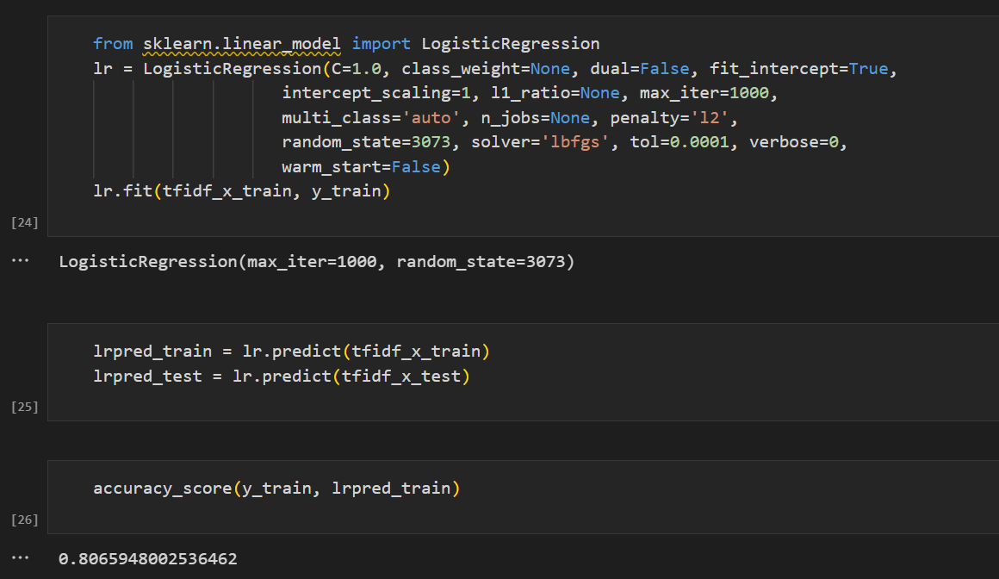 from sklearn.linear_model import LogisticRegression
lr = LogisticRegression(C=1.0, class_weight=None, dual=False, fit_intercept=True,
intercept_scaling=1, l1_ratio=None, max_iter=1000,
multi_class='auto', n_jobs=None, penalty='l2',
random_state=3073, solver='lbfgs', tol=0.0001, verbose=0,
warm_start=False)
lr.fit(tfidf_x_train, y_train)
[24]
... LogisticRegression(max_iter=1000, random_state=3073)
lrpred_train = lr.predict(tfidf_x_train)
lrpred_test = lr.predict(tfidf_x_test)
[25]
accuracy_score(y_train, lrpred_train)
[26]
... 0.8065948002536462